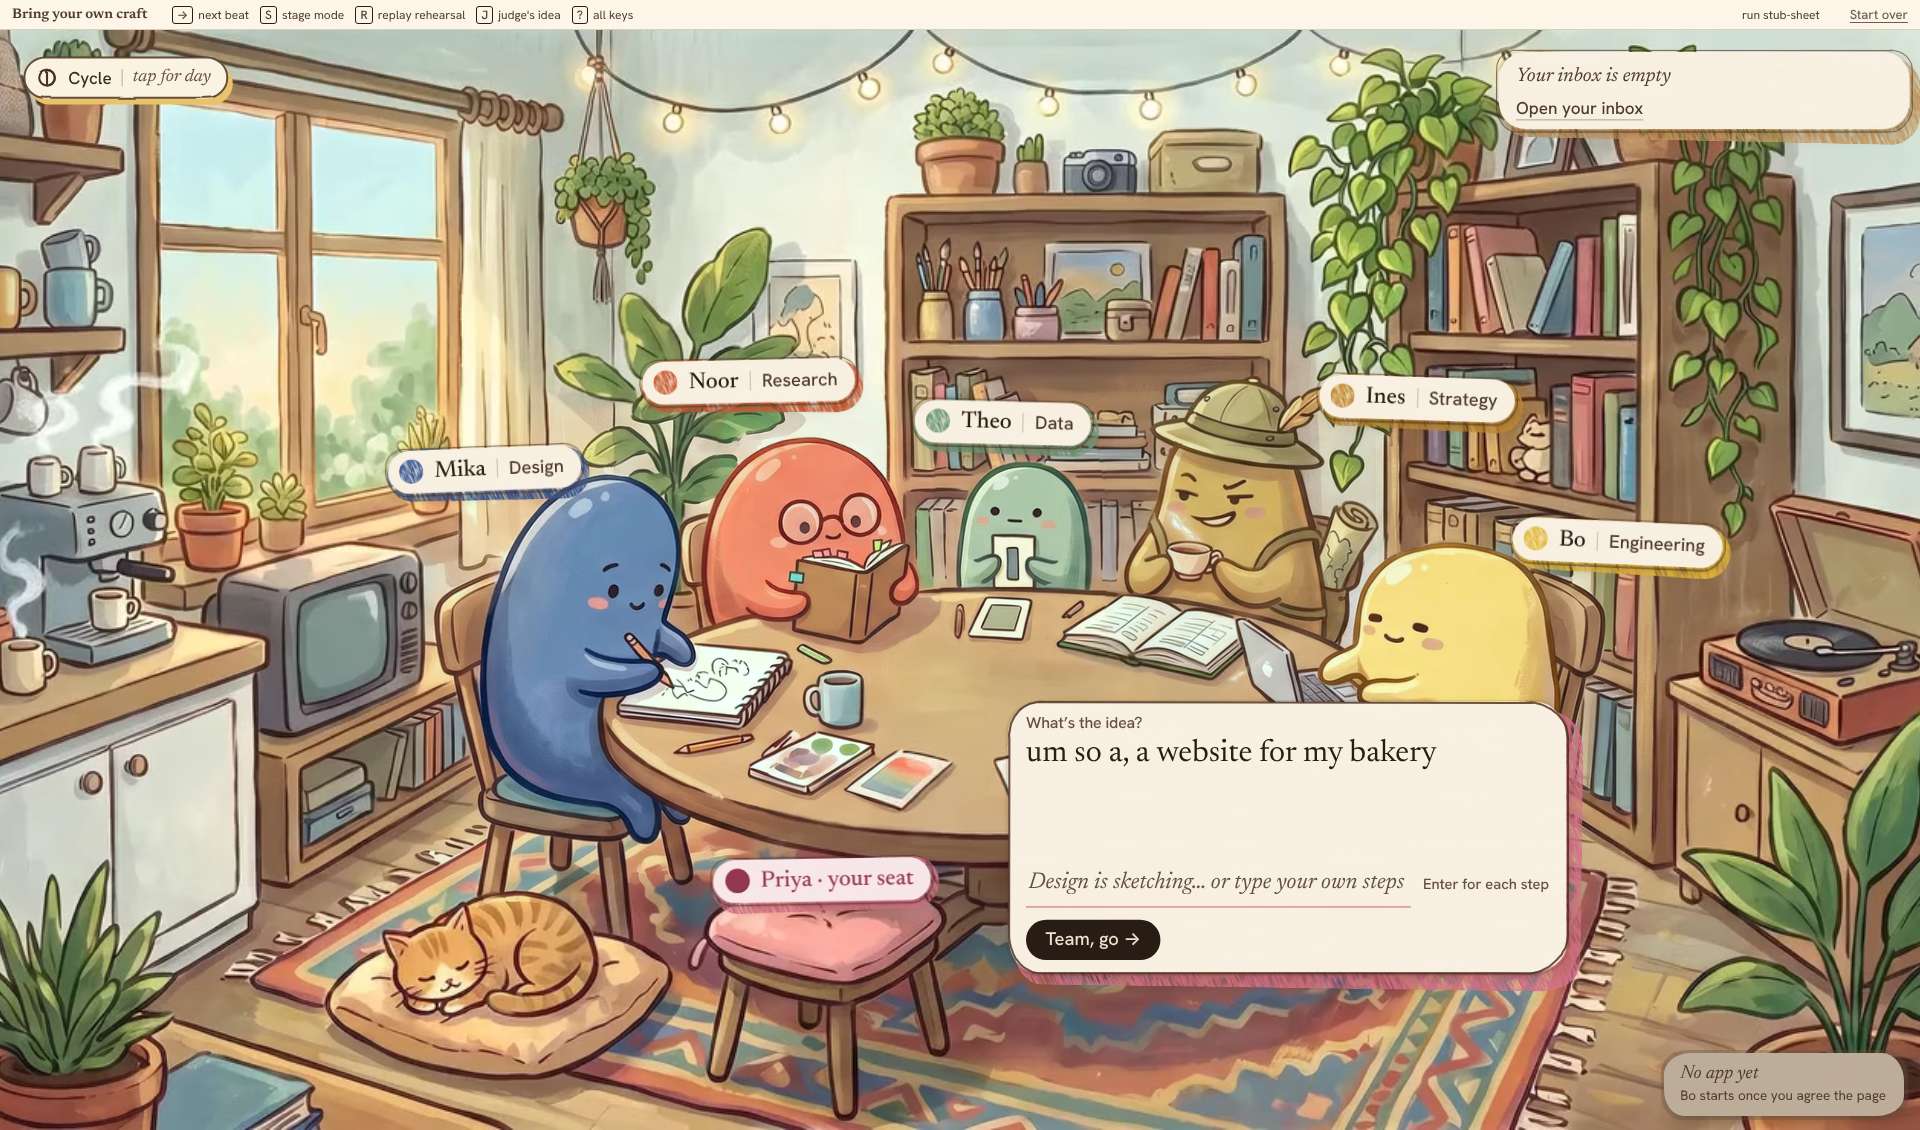 Bring your own craft → next beat S stage mode R replay rehearsal J judge's idea ? all keys run stub-sheet Start over
Cycle tap for day
Your inbox is empty
Open your inbox
Noor Research
Ines Strategy
Theo Data
Mika Design
Bo Engineering
What's the idea?
um so a, a website for my bakery
Priya · your seat
Design is sketching... or type your own steps Enter for each step
Team, go →
No app yet
Bo starts once you agree the page